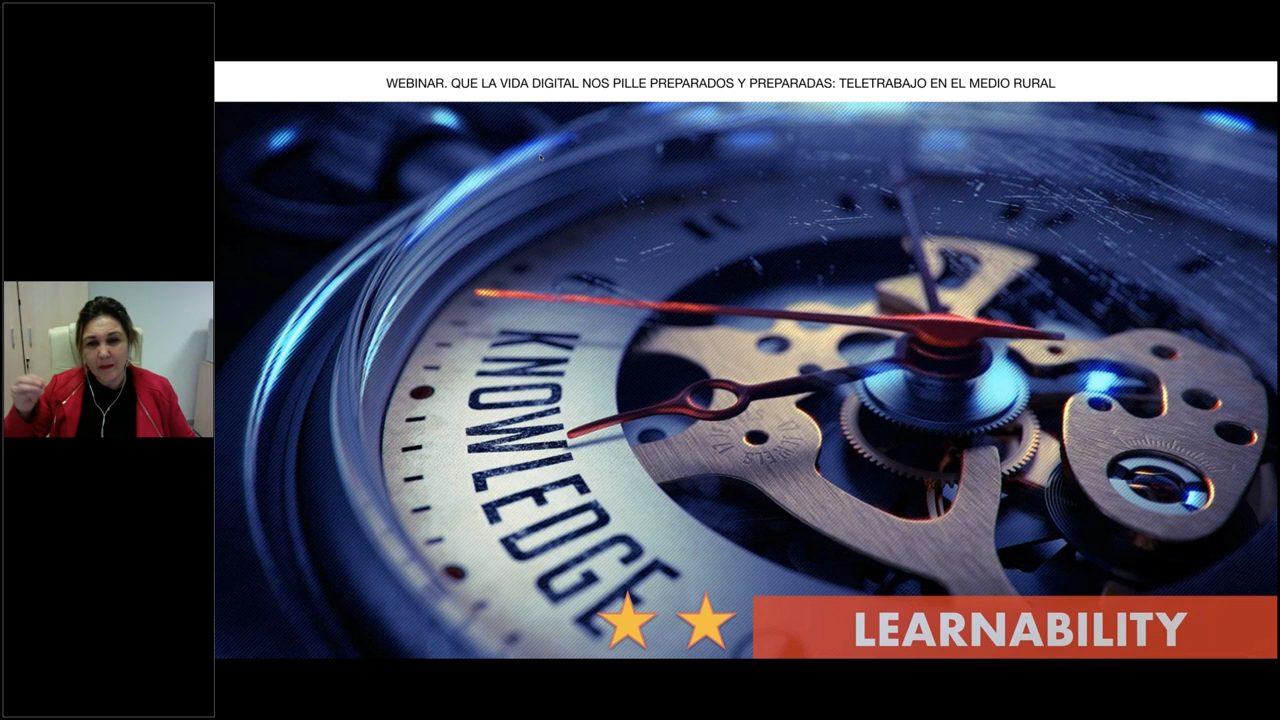 WEBINAR. QUE LA VIDA DIGITAL NOS PILLE PREPARADOS Y PREPARADAS: TELETRABAJO EN EL MEDIO RURAL
KNOWLEDGE
LEARNABILITY